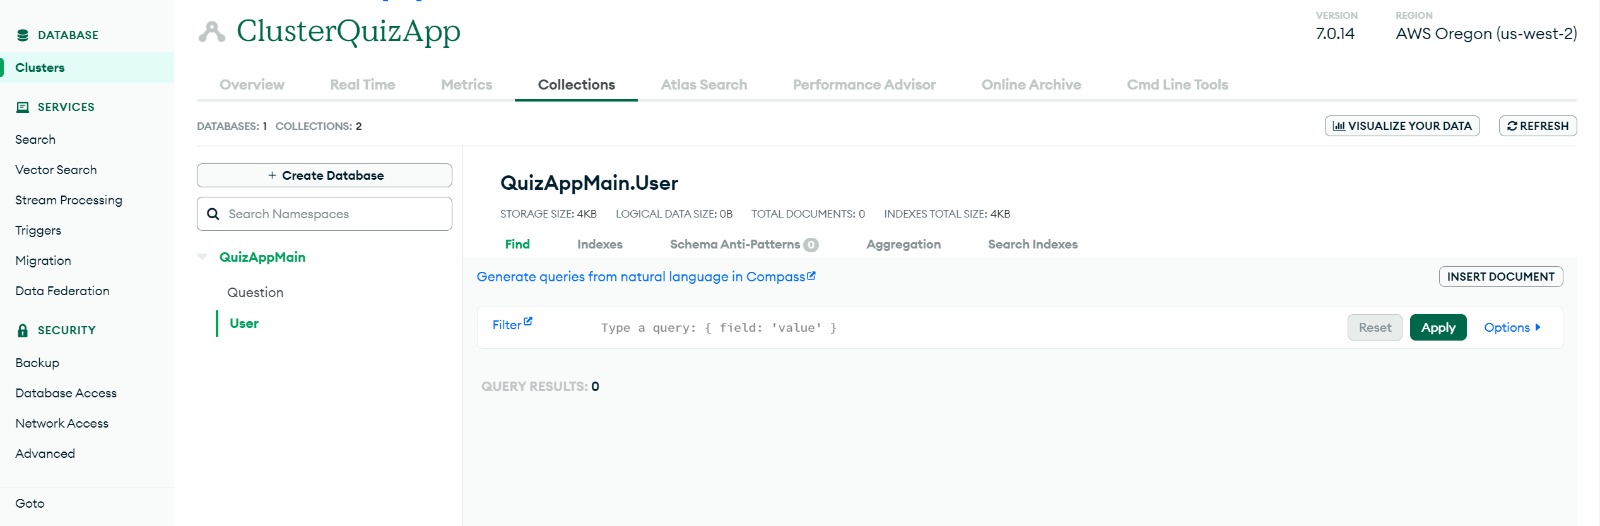 DATABASE
Clusters
SERVICES
Search
Vector Search
Stream Processing
Triggers
Migration
Data Federation
SECURITY
Backup
Database Access
Network Access
Advanced
Goto
ClusterQuizApp
VERSION
7.0.14
REGION
AWS Oregon (us-west-2)
Overview Real Time Metrics Collections Atlas Search Performance Advisor Online Archive Cmd Line Tools
DATABASES: 1 COLLECTIONS: 2
VISUALIZE YOUR DATA
REFRESH
+ Create Database
Search Namespaces
QuizAppMain
Question
User
QuizAppMain.User
STORAGE SIZE: 4KB LOGICAL DATA SIZE: 0B TOTAL DOCUMENTS: 0 INDEXES TOTAL SIZE: 4KB
Find Indexes Schema Anti-Patterns 0 Aggregation Search Indexes
Generate queries from natural language in Compass
INSERT DOCUMENT
Filter Type a query: { field: 'value' } Reset Apply Options
QUERY RESULTS: 0